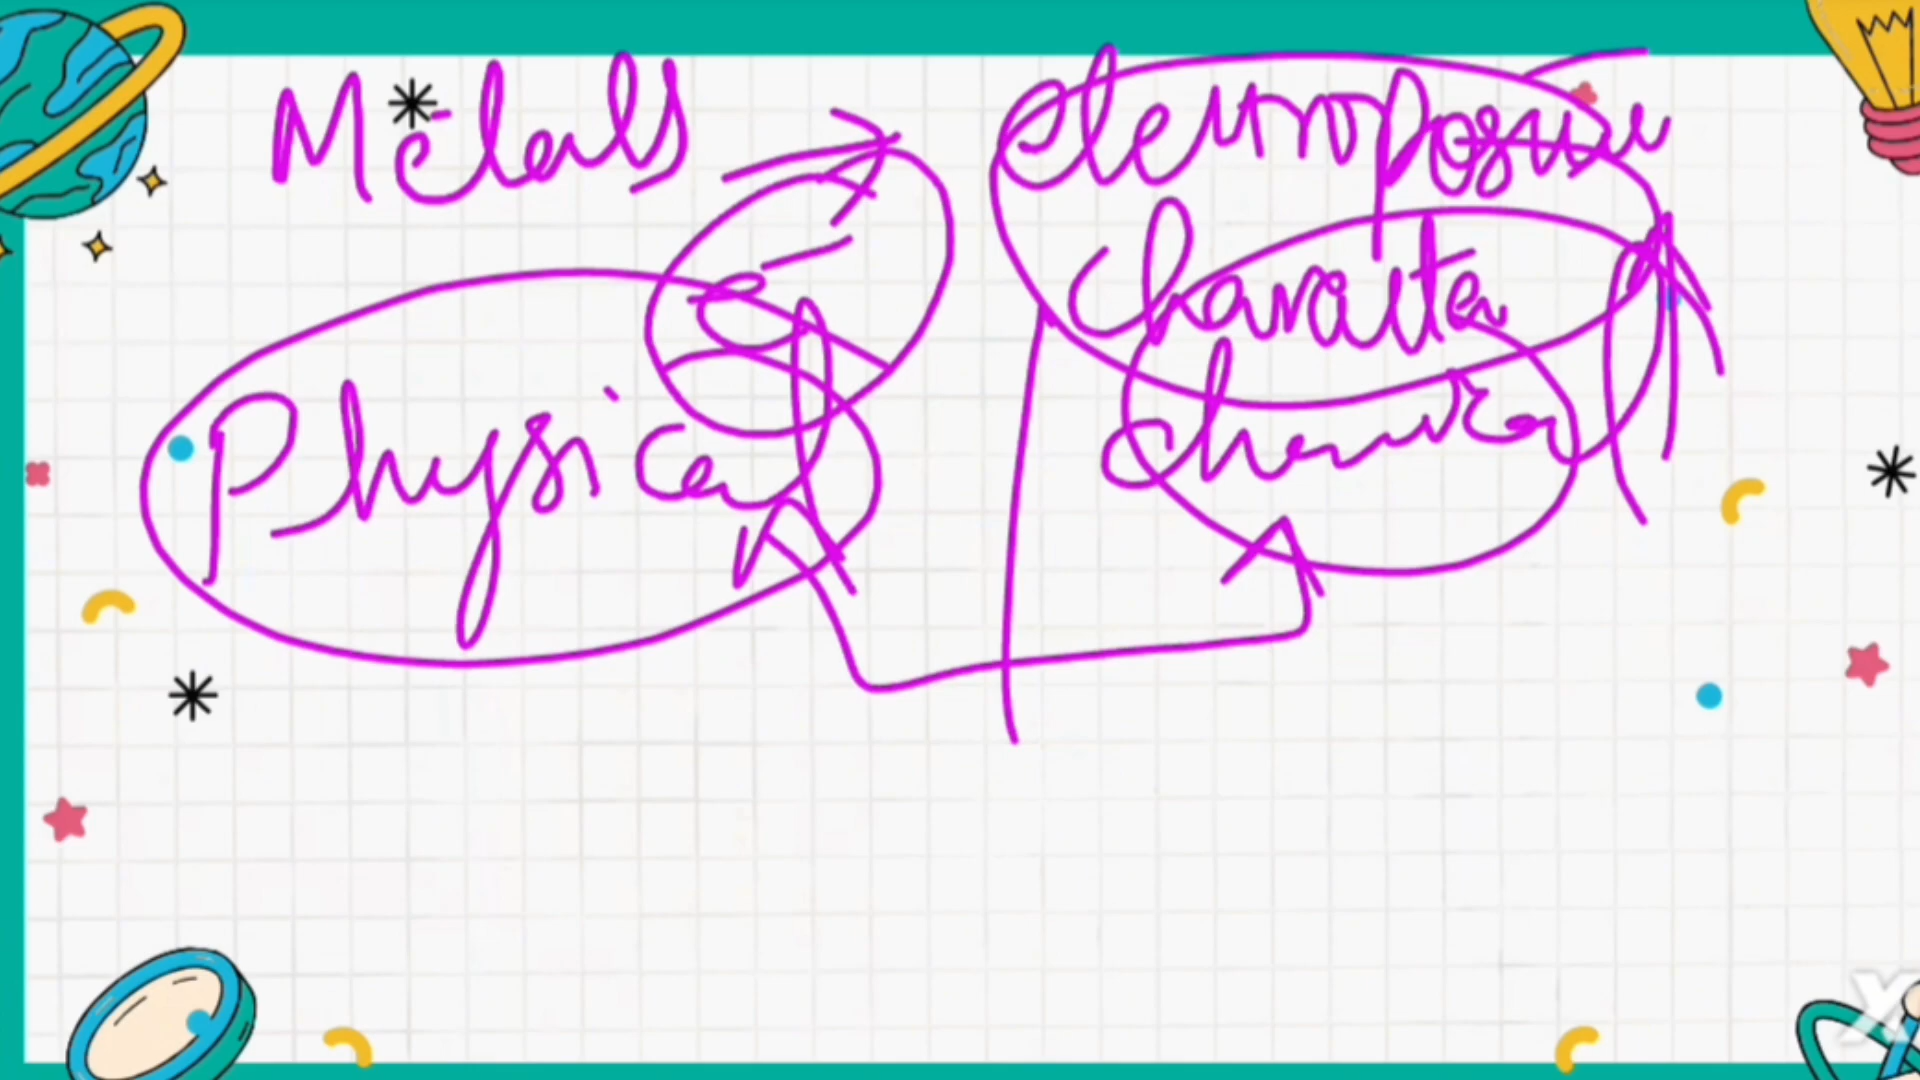 Metals
electropositive
e-
Character
Physical
chemical